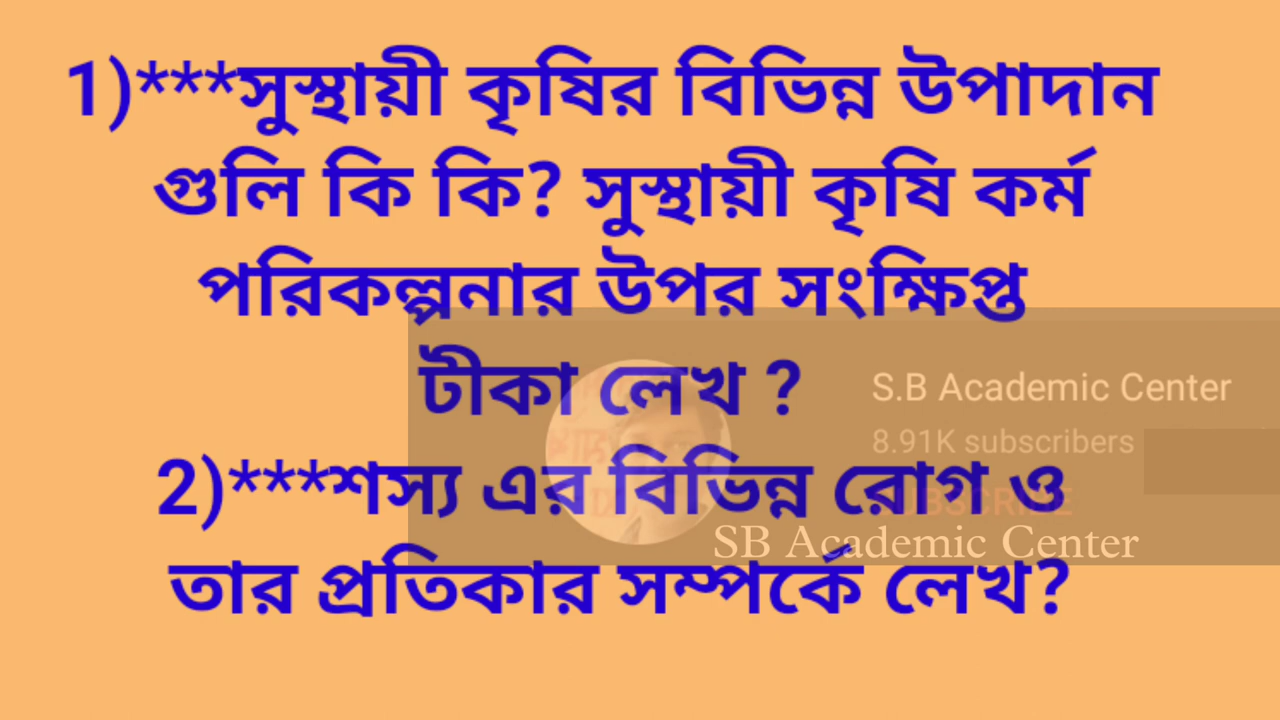 1)***সুস্থায়ী কৃষির বিভিন্ন উপাদান
গুলি কি কি? সুস্থায়ী কৃষি কর্ম
পরিকল্পনার উপর সংক্ষিপ্ত
টীকা লেখ ?
S.B Academic Center
8.91K subscribers
2)***শস্য এর বিভিন্ন রোগ ও
SUBSCRIBE
SB Academic Center
তার প্রতিকার সম্পর্কে লেখ?